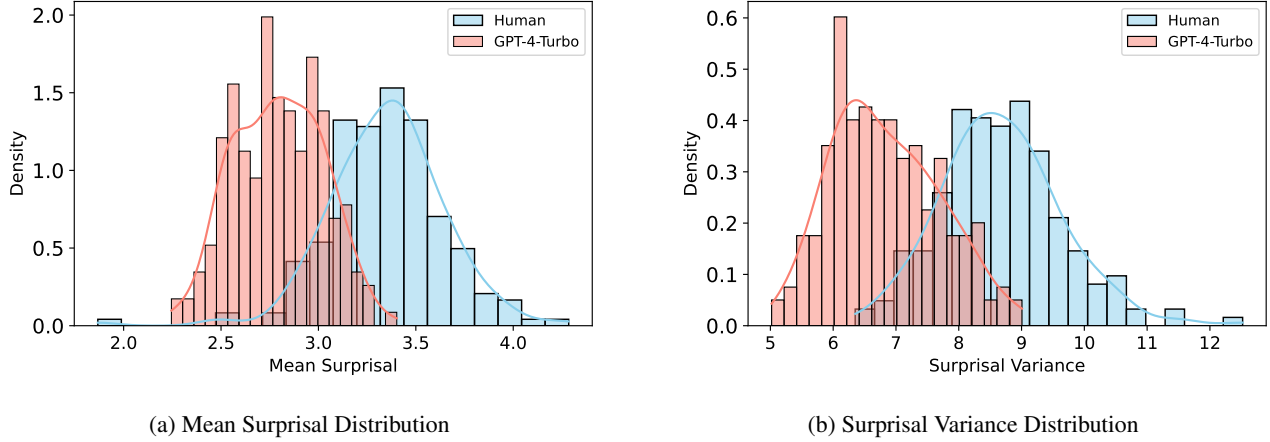 Human
GPT-4-Turbo
2.0
1.5
1.0
0.5
0.0
Density
2.0 2.5 3.0 3.5 4.0
Mean Surprisal
(a) Mean Surprisal Distribution
Human
GPT-4-Turbo
0.6
0.5
0.4
0.3
0.2
0.1
0.0
Density
5 6 7 8 9 10 11 12
Surprisal Variance
(b) Surprisal Variance Distribution